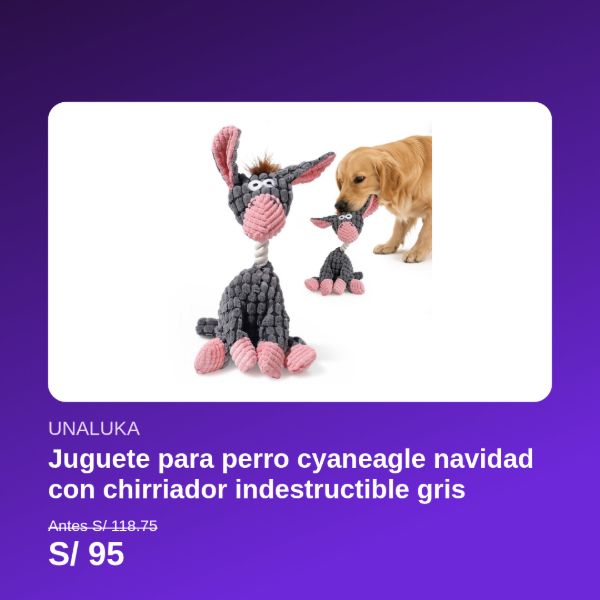 UNALUKA
Juguete para perro cyaneagle navidad
con chirriador indestructible gris
Antes S/ 118.75
S/ 95